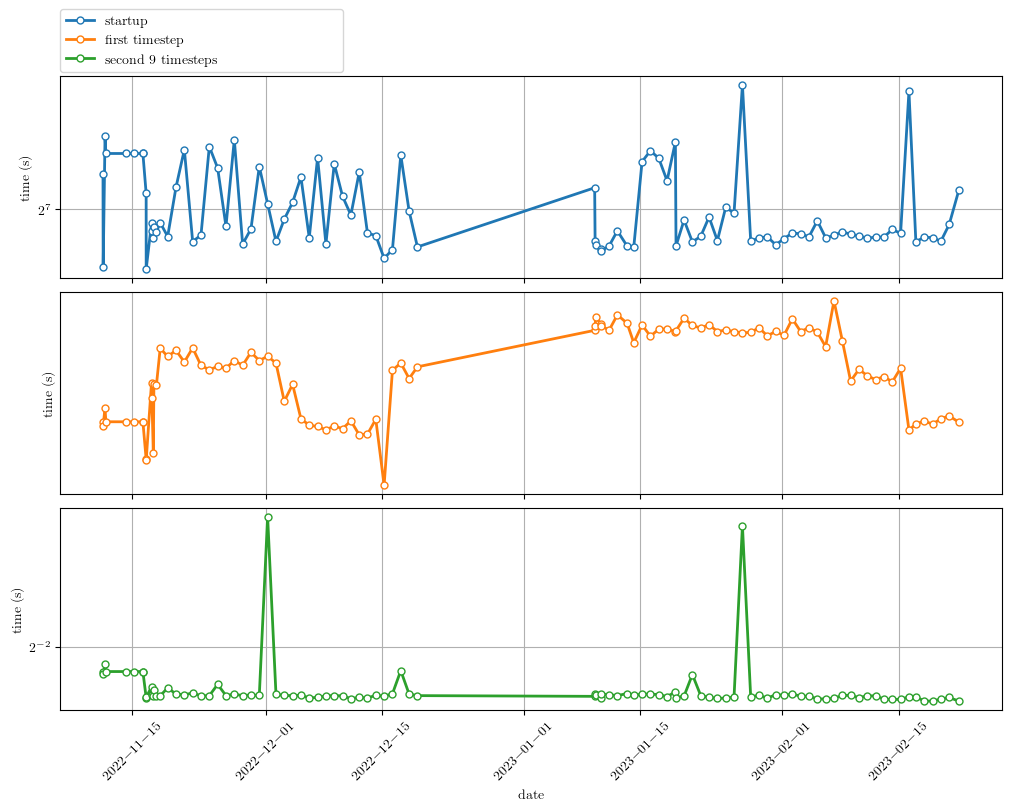 startup
first timestep
second 9 timesteps
time (s)
2^7
time (s)
time (s)
2^−2
2022−11−15
2022−12−01
2022−12−15
2023−01−01
2023−01−15
2023−02−01
2023−02−15
date